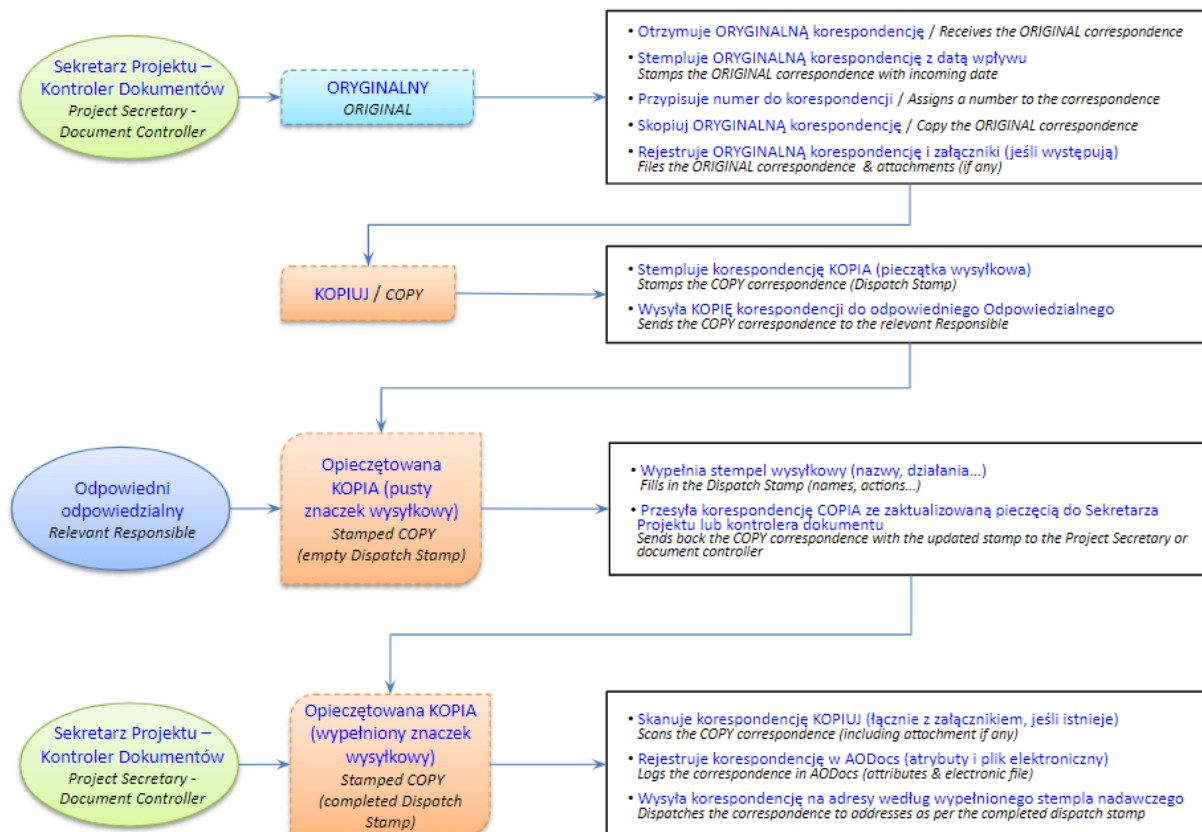 Sekretarz Projektu –
Kontroler Dokumentów
Project Secretary -
Document Controller
ORYGINALNY
ORIGINAL
• Otrzymuje ORYGINALNĄ korespondencję / Receives the ORIGINAL correspondence
• Stempluje ORYGINALNĄ korespondencję z datą wpływu
Stamps the ORIGINAL correspondence with incoming date
• Przypisuje numer do korespondencji / Assigns a number to the correspondence
• Skopiuj ORYGINALNĄ korespondencję / Copy the ORIGINAL correspondence
• Rejestruje ORYGINALNĄ korespondencję i załączniki (jeśli występują)
Files the ORIGINAL correspondence & attachments (if any)
KOPIUJ / COPY
• Stempluje korespondencję KOPIA (pieczątka wysyłkowa)
Stamps the COPY correspondence (Dispatch Stamp)
• Wysyła KOPIĘ korespondencji do odpowiedniego Odpowiedzialnego
Sends the COPY correspondence to the relevant Responsible
Odpowiedni
odpowiedzialny
Relevant Responsible
Opieczętowana
KOPIA (pusty
znaczek wysyłkowy)
Stamped COPY
(empty Dispatch Stamp)
• Wypełnia stempel wysyłkowy (nazwy, działania...)
Fills in the Dispatch Stamp (names, actions...)
• Przesyła korespondencję COPIA ze zaktualizowaną pieczęcią do Sekretarza
Projektu lub kontrolera dokumentu
Sends back the COPY correspondence with the updated stamp to the Project Secretary or
document controller
Sekretarz Projektu –
Kontroler Dokumentów
Project Secretary -
Document Controller
Opieczętowana KOPIA
(wypełniony znaczek
wysyłkowy)
Stamped COPY
(completed Dispatch
Stamp)
• Skanuje korespondencję KOPIUJ (łącznie z załącznikiem, jeśli istnieje)
Scans the COPY correspondence (including attachment if any)
• Rejestruje korespondencję w AODocs (atrybuty i plik elektroniczny)
Logs the correspondence in AODocs (attributes & electronic file)
• Wysyła korespondencję na adresy według wypełnionego stempla nadawczego
Dispatches the correspondence to addresses as per the completed dispatch stamp